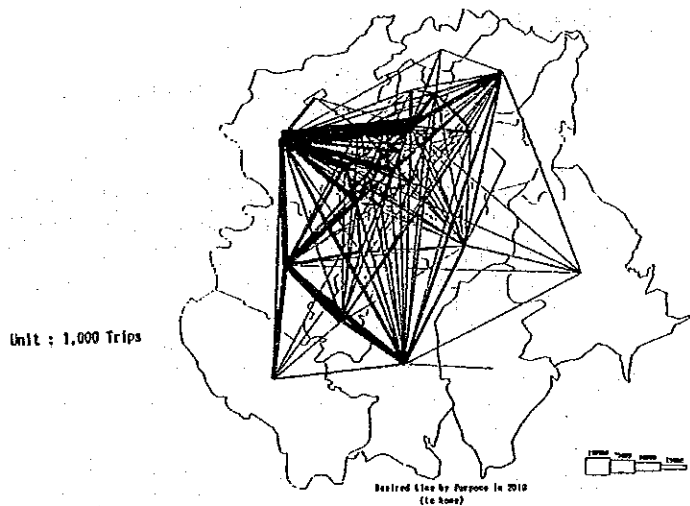 Unit : 1,000 Trips
Desired Line by Purpose in 2010
(to home)